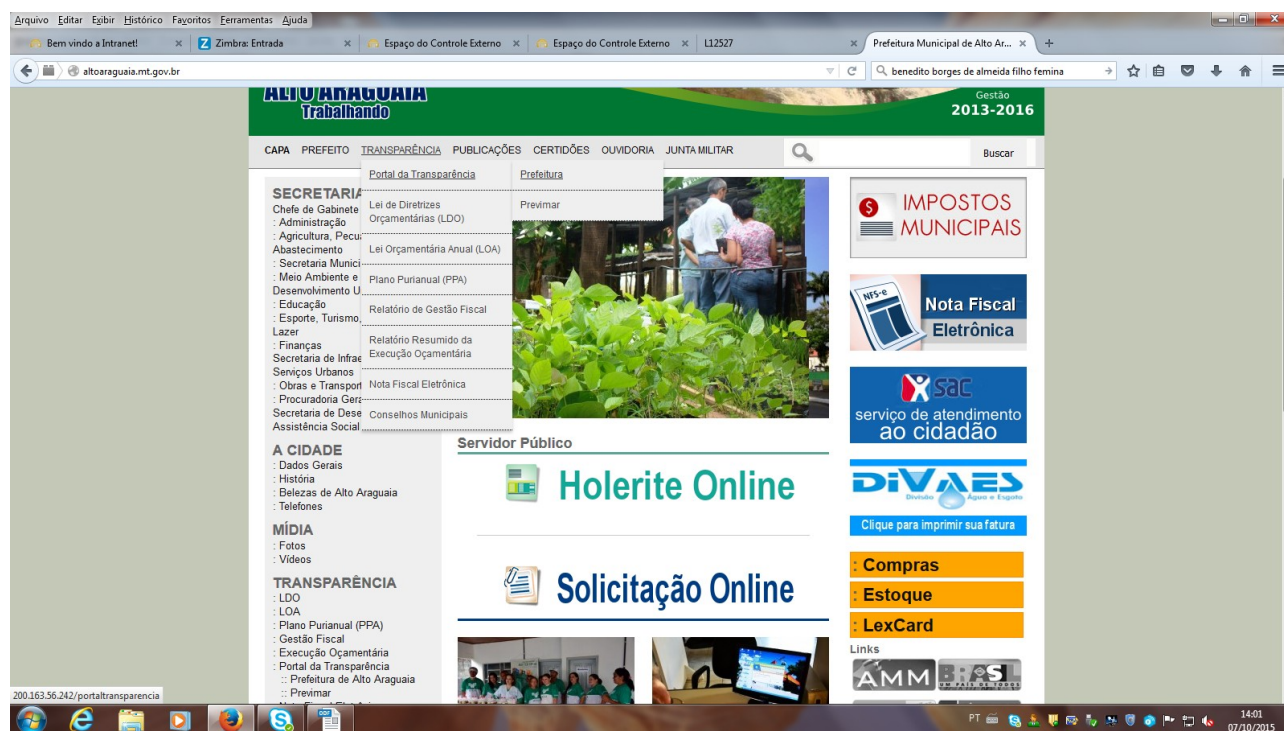 Arquivo Editar Exibir Histórico Favoritos Ferramentas Ajuda
Bem vindo a Intranet! × Zimbra: Entrada × Espaço do Controle Externo × Espaço do Controle Externo × L12527 × Prefeitura Municipal de Alto Ar... × +
altoaraguaia.mt.gov.br
benedito borges de almeida filho femina
ALTO ARAGUAIA
Trabalhando
Gestão
2013-2016
CAPA PREFEITO TRANSPARÊNCIA PUBLICAÇÕES CERTIDÕES OUVIDORIA JUNTA MILITAR
Buscar
Portal da Transparência
Lei de Diretrizes
Orçamentárias (LDO)
Lei Orçamentária Anual (LOA)
Plano Purianual (PPA)
Relatório de Gestão Fiscal
Relatório Resumido da
Execução Oçamentária
Nota Fiscal Eletrônica
Conselhos Municipais
Prefeitura
Previmar
SECRETARIA
Chefe de Gabinete
: Administração
: Agricultura, Pecu
Abastecimento
: Secretaria Munici
: Meio Ambiente e
Desenvolvimento U
: Educação
: Esporte, Turismo,
Lazer
: Finanças
Secretaria de Infrae
Serviços Urbanos
: Obras e Transport
: Procuradoria Gera
Secretaria de Dese
Assistência Social
A CIDADE
: Dados Gerais
: História
: Belezas de Alto Araguaia
: Telefones
MÍDIA
: Fotos
: Vídeos
TRANSPARÊNCIA
: LDO
: LOA
: Plano Purianual (PPA)
: Gestão Fiscal
: Execução Oçamentária
: Portal da Transparência
:: Prefeitura de Alto Araguaia
:: Previmar
Servidor Público
Holerite Online
Solicitação Online
IMPOSTOS
MUNICIPAIS
NFS-e
Nota Fiscal
Eletrônica
sac
serviço de atendimento
ao cidadão
DiVAES
Divisão Água e Esgoto
Clique para imprimir sua fatura
: Compras
: Estoque
: LexCard
Links
AMM
BRASIL
UM PAÍS DE TODOS
200.163.56.242/portaltransparencia
PT
14:01
07/10/2015